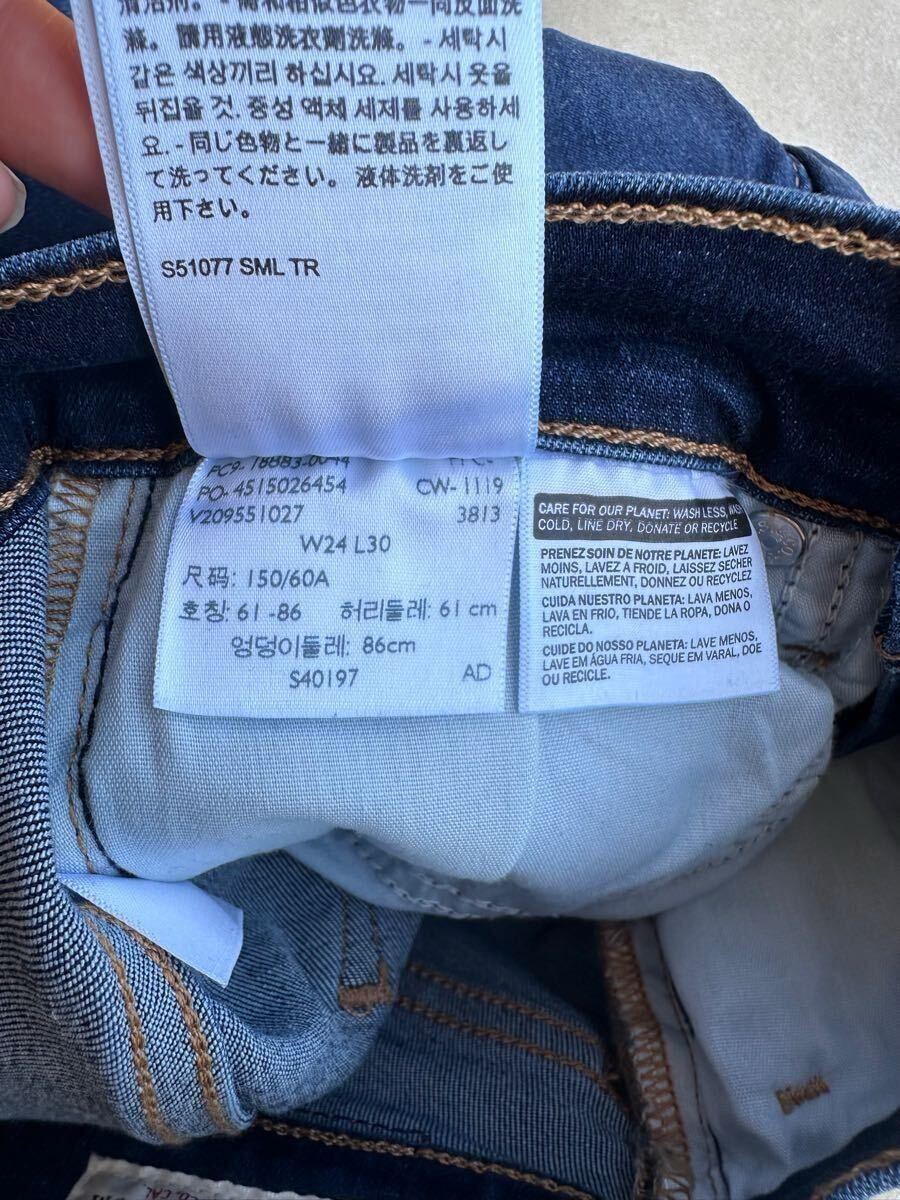 清洁剂。- 需和相似色衣物一同反面洗
滌。請用液態洗衣劑洗滌。- 세탁시
같은 색상끼리 하십시요. 세탁시 옷을
뒤집을 것. 중성 액체 세제를 사용하세
요. - 同じ色物と一緒に製品を裏返し
て洗ってください。 液体洗剤をご使
用下さい。
S51077 SML TR
PC9-18883-0044
PO- 4515026454 CW- 1119
V209551027 3813
W24 L30
尺码: 150/60A
호칭: 61 -86 허리둘레: 61 cm
엉덩이둘레: 86cm
S40197 AD
CARE FOR OUR PLANET: WASH LESS, WASH
COLD, LINE DRY, DONATE OR RECYCLE
PRENEZ SOIN DE NOTRE PLANETE: LAVEZ
MOINS, LAVEZ À FROID, LAISSEZ SECHER
NATURELLEMENT, DONNEZ OU RECYCLEZ
CUIDA NUESTRO PLANETA: LAVA MENOS,
LAVA EN FRIO, TIENDE LA ROPA, DONA O
RECICLA.
CUIDE DO NOSSO PLANETA: LAVE MENOS,
LAVE EM ÁGUA FRIA, SEQUE EM VARAL, DOE
OU RECICLE.